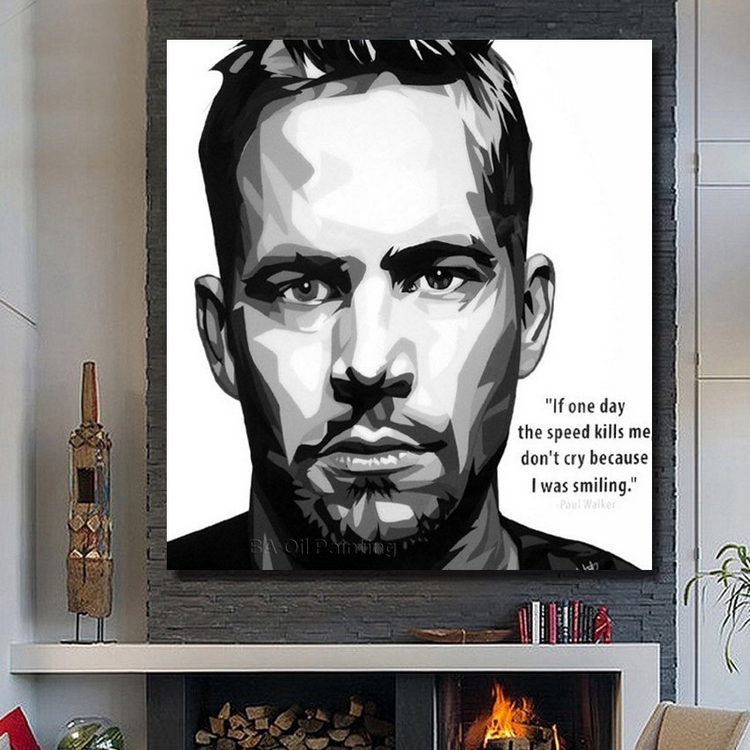 "If one day
the speed kills me
don't cry because
I was smiling."
-Paul Walker
BA Oil Painting